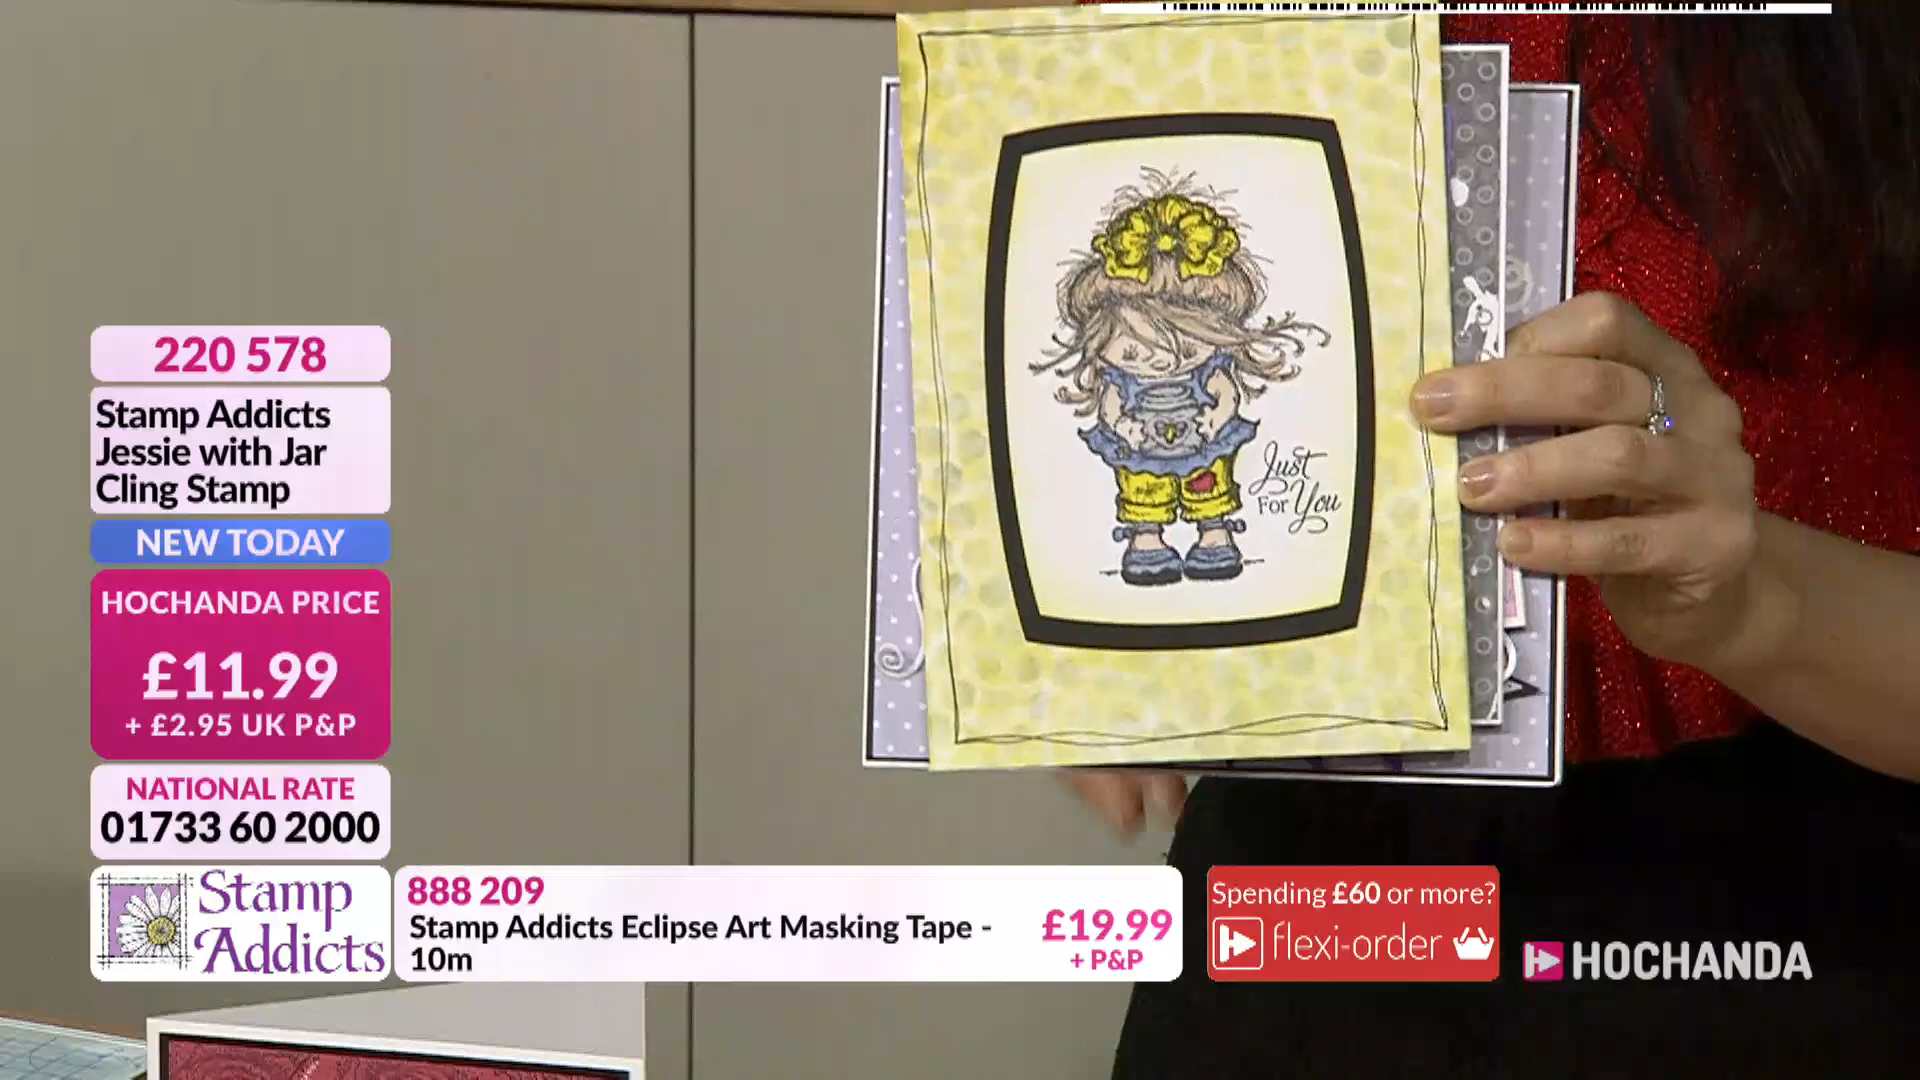 220 578
Stamp Addicts
Jessie with Jar
Cling Stamp
NEW TODAY
HOCHANDA PRICE
£11.99
+ £2.95 UK P&P
NATIONAL RATE
01733 60 2000
Stamp
Addicts
888 209
Stamp Addicts Eclipse Art Masking Tape -
10m
£19.99
+ P&P
Spending £60 or more?
flexi-order
HOCHANDA
Just
For You